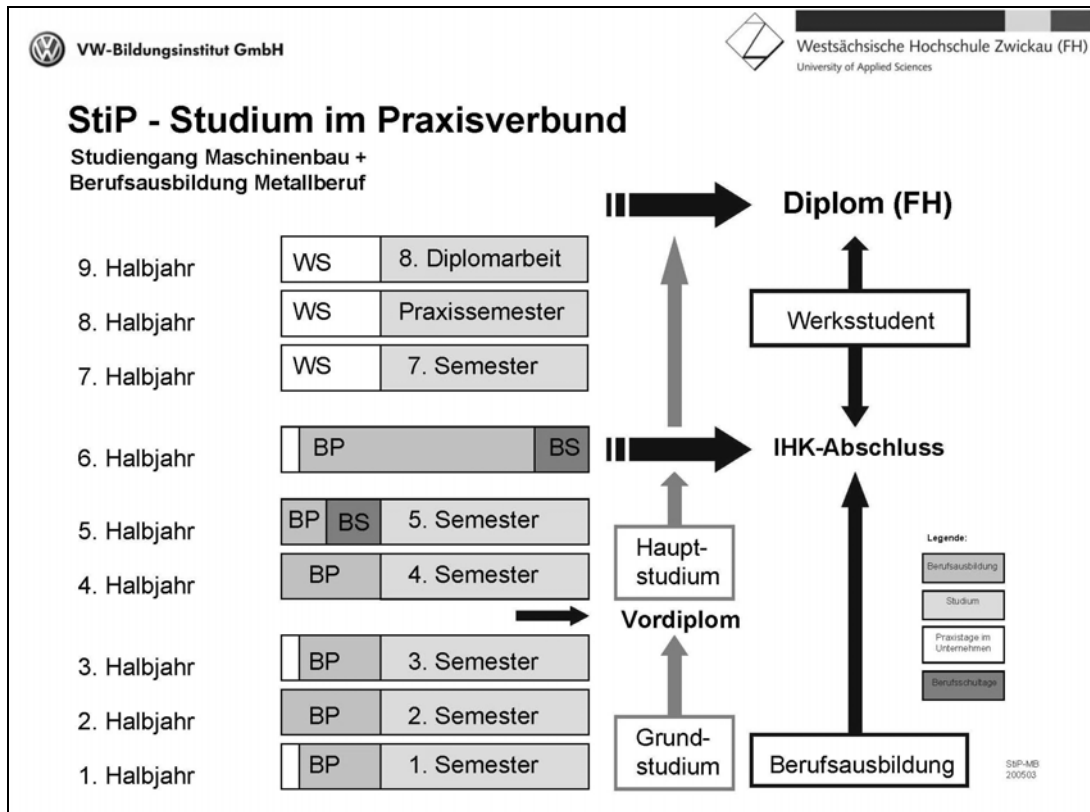 VW-Bildungsinstitut GmbH
Westsächsische Hochschule Zwickau (FH)
University of Applied Sciences
StiP - Studium im Praxisverbund
Studiengang Maschinenbau +
Berufsausbildung Metallberuf
Diplom (FH)
9. Halbjahr WS 8. Diplomarbeit
8. Halbjahr WS Praxissemester
Werksstudent
7. Halbjahr WS 7. Semester
6. Halbjahr BP BS IHK-Abschluss
5. Halbjahr BP BS 5. Semester
Haupt-
studium
4. Halbjahr BP 4. Semester
Vordiplom
3. Halbjahr BP 3. Semester
2. Halbjahr BP 2. Semester
Grund-
studium
1. Halbjahr BP 1. Semester
Berufsausbildung
Legende:
Berufsausbildung
Studium
Praxistage im
Unternehmen
Berufsschultage
StiP-MB
200503